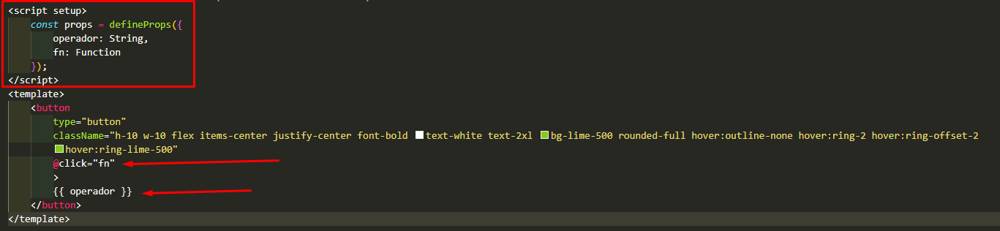 <script setup>
const props = defineProps({
operador: String,
fn: Function
});
</script>
<template>
<button
type="button"
className="h-10 w-10 flex items-center justify-center font-bold text-white text-2xl bg-lime-500 rounded-full hover:outline-none hover:ring-2 hover:ring-offset-2
hover:ring-lime-500"
@click="fn"
>
{{ operador }}
</button>
</template>